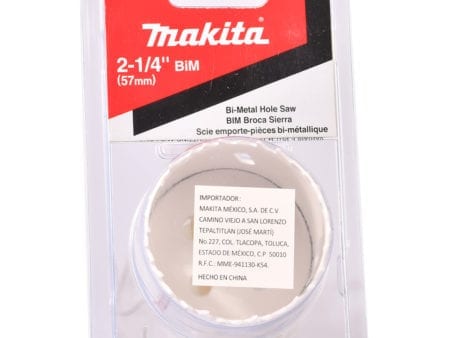 makita
2-1/4" BiM
(57mm)
Bi-Metal Hole Saw
BIM Broca Sierra
Scie emporte-pièces bi-métallique
IMPORTADOR:
MAKITA MÉXICO, S.A. DE C.V
CAMINO VIEJO A SAN LORENZO
TEPALTITLAN (JOSÉ MARTÍ)
No.227, COL. TLACOPA, TOLUCA,
ESTADO DE MÉXICO, C.P 50010
R.F.C.: MME-941130-K54.
HECHO EN CHINA